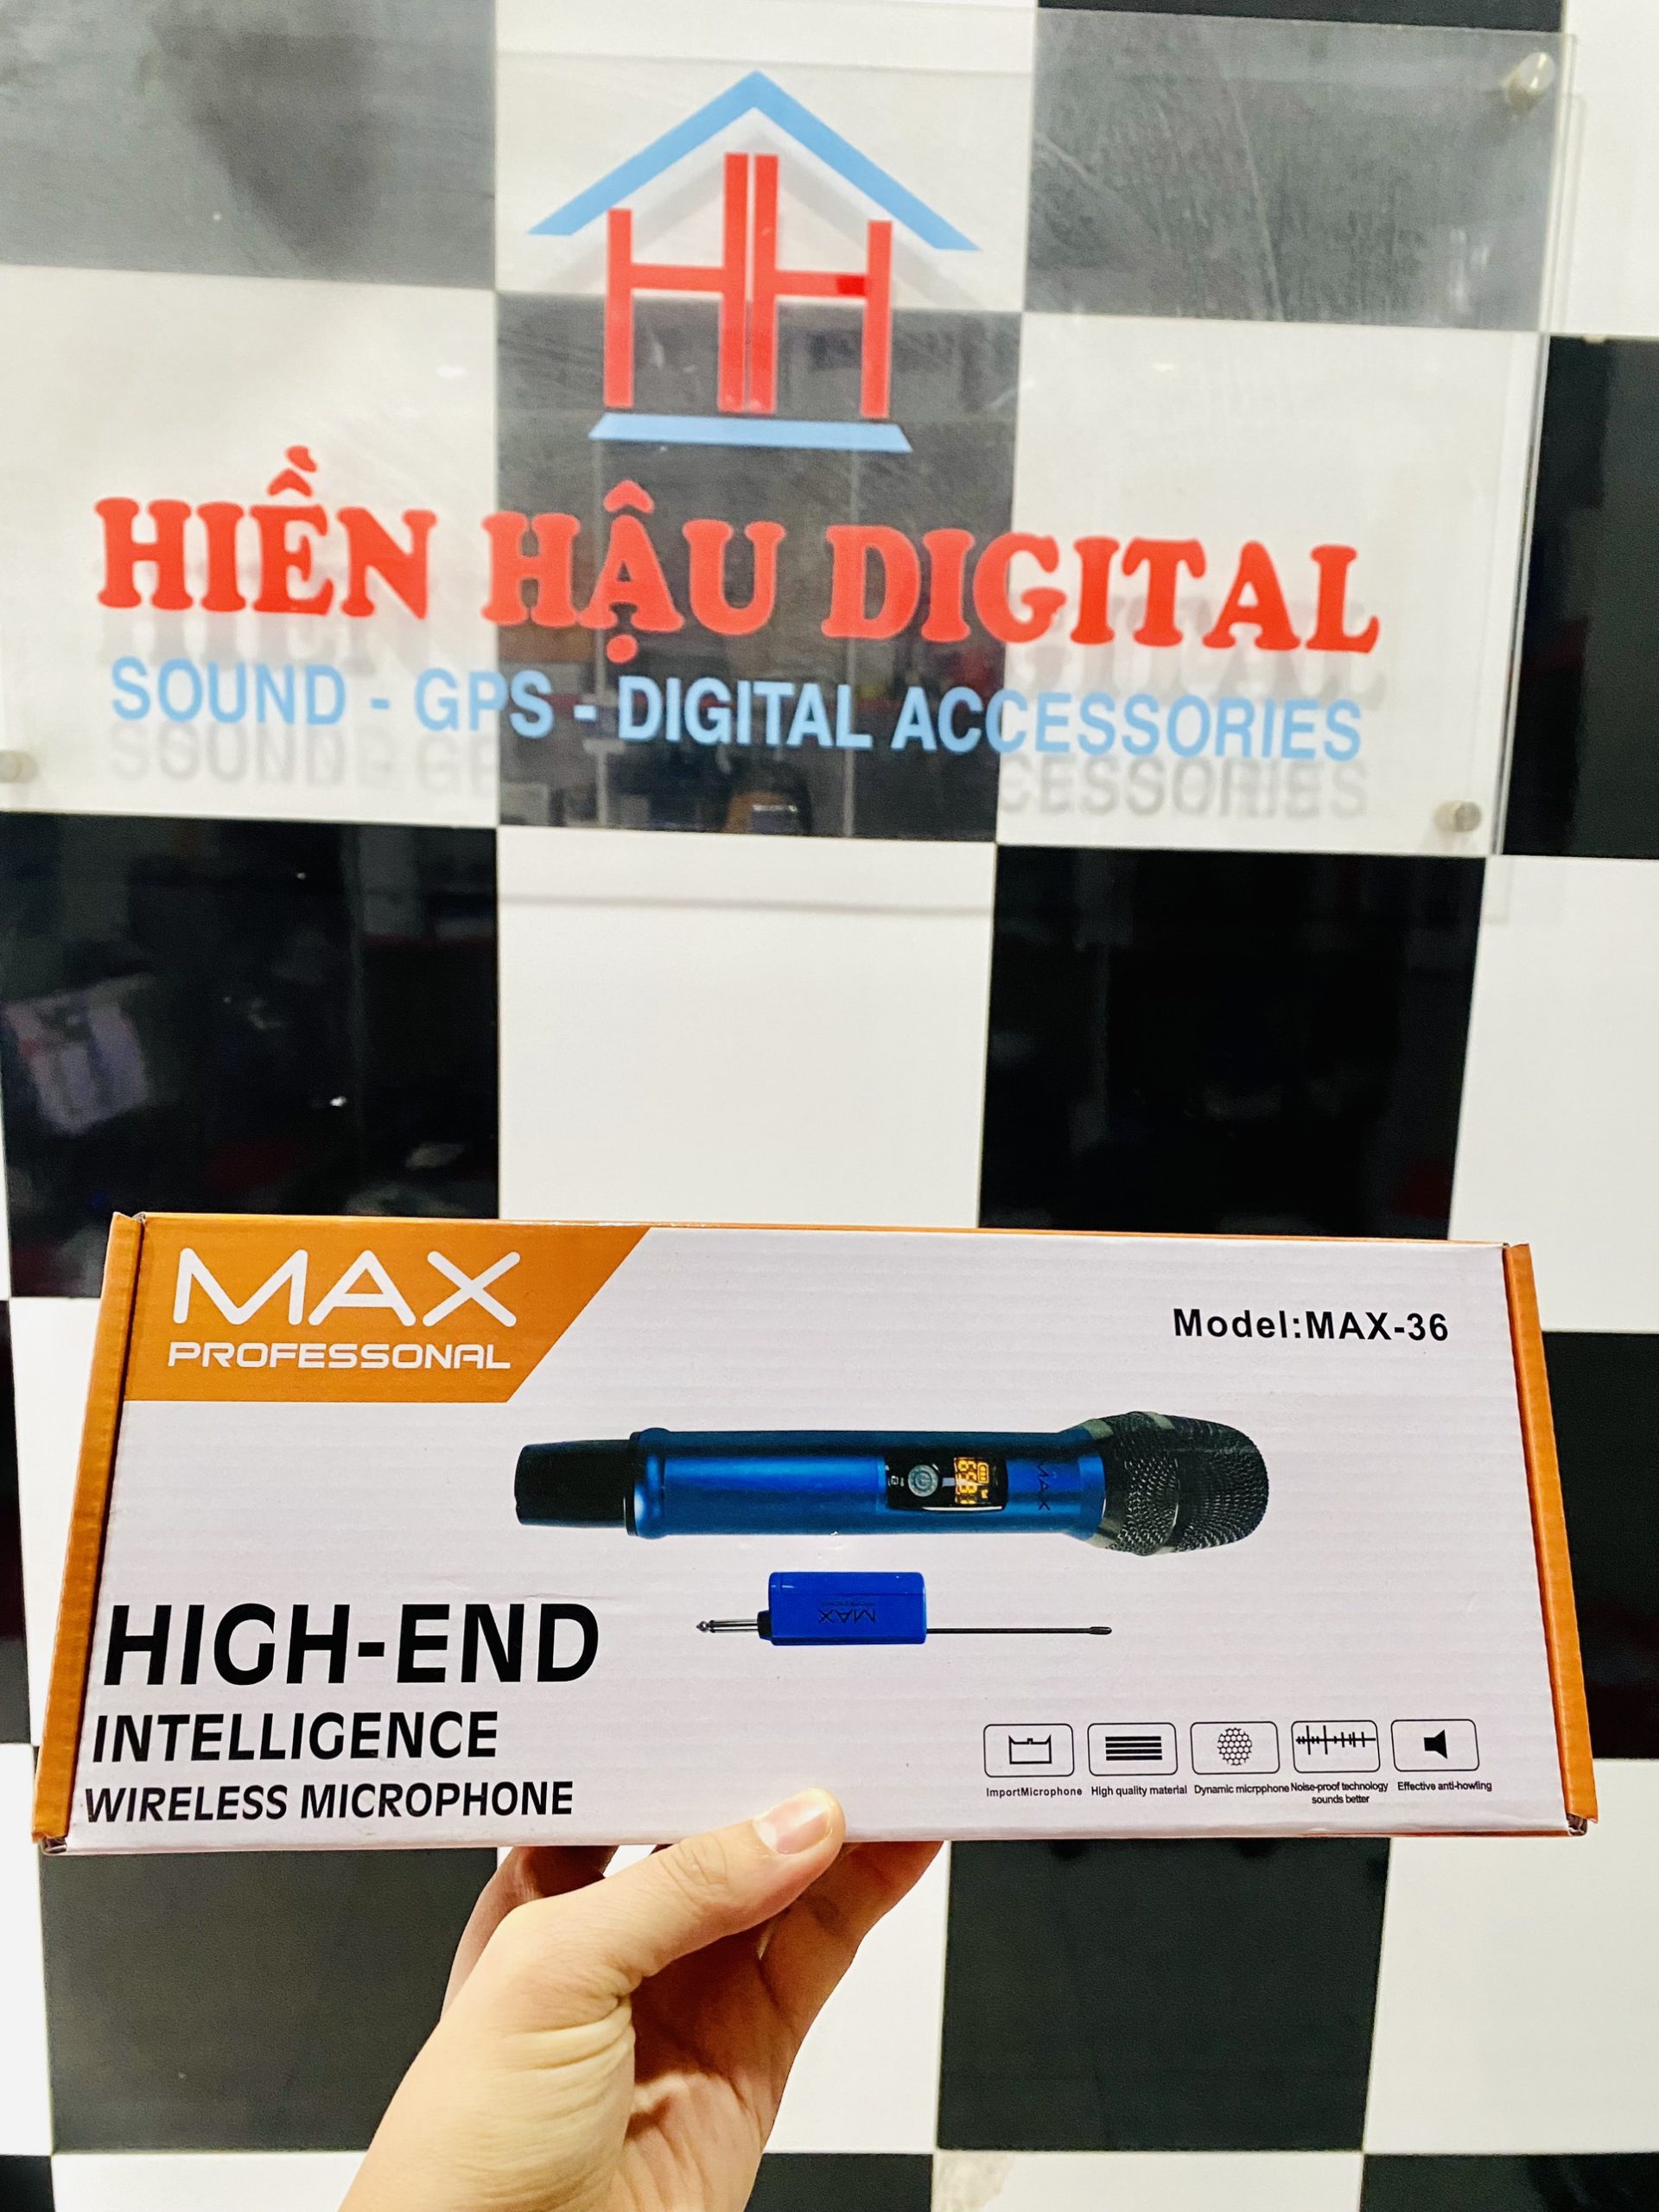 HH
HIỀN HẬU DIGITAL
SOUND - GPS - DIGITAL ACCESSORIES
MAX
PROFESSONAL
Model:MAX-36
MAX
MAX
HIGH-END
INTELLIGENCE
WIRELESS MICROPHONE
ImportMicrophone
High quality material
Dynamic micrpphone
Noise-proof technology
sounds better
Effective anti-howling